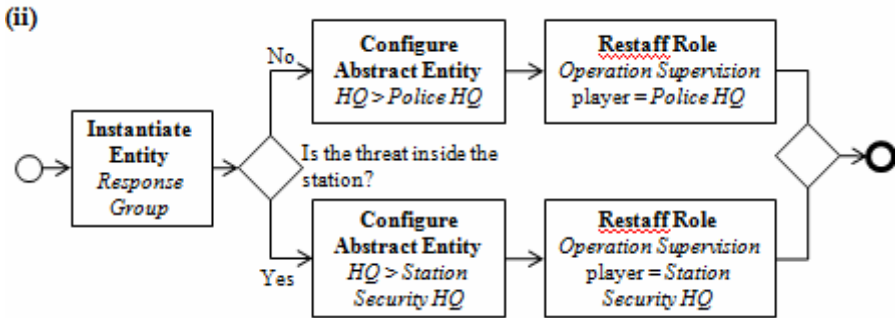 (ii)
Instantiate
Entity
Response
Group
Is the threat inside the
station?
No
Configure
Abstract Entity
HQ > Police HQ
Restaff Role
Operation Supervision
player = Police HQ
Yes
Configure
Abstract Entity
HQ > Station
Security HQ
Restaff Role
Operation Supervision
player = Station
Security HQ